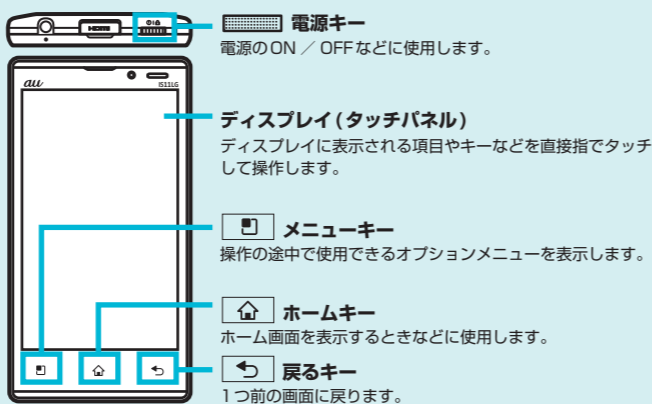 HDMI
au
IS11LG
電源キー
電源のON ／ OFFなどに使用します。
ディスプレイ(タッチパネル)
ディスプレイに表示される項目やキーなどを直接指でタッチ
して操作します。
メニューキー
操作の途中で使用できるオプションメニューを表示します。
ホームキー
ホーム画面を表示するときなどに使用します。
戻るキー
1つ前の画面に戻ります。